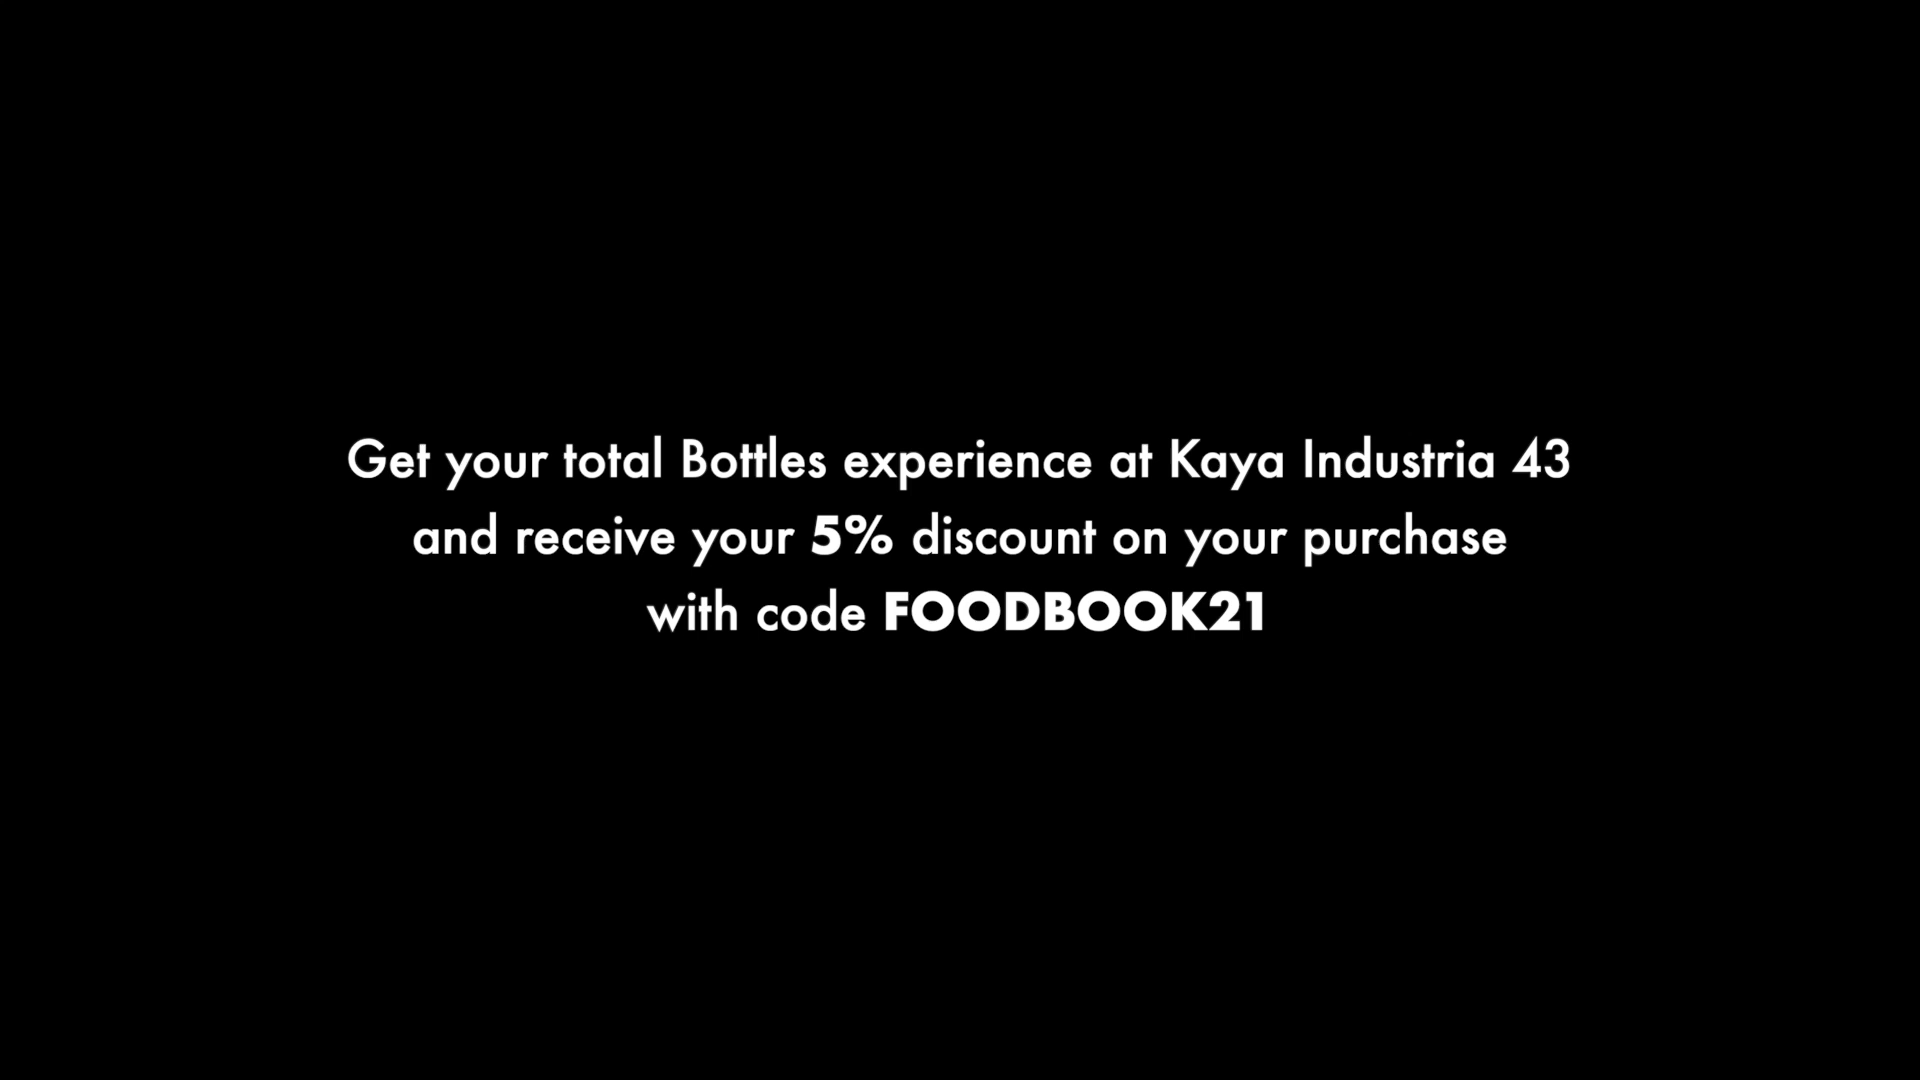 Get your total Bottles experience at Kaya Industria 43
and receive your 5% discount on your purchase
with code FOODBOOK21